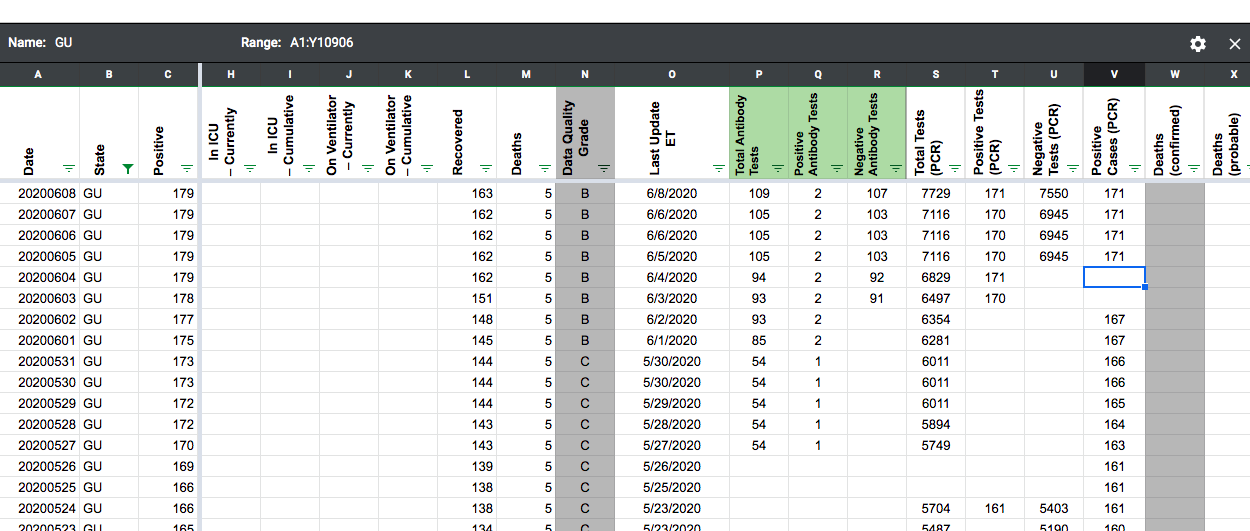 Name: GU Range: A1:Y10906
A B C H I J K L M N O P Q R S T U V W X
Date State Positive In ICU – Currently In ICU – Cumulative On Ventilator – Currently On Ventilator – Cumulative Recovered Deaths Data Quality Grade Last Update ET Total Antibody Tests Positive Antibody Tests Negative Antibody Tests Total Tests (PCR) Positive Tests (PCR) Negative Tests (PCR) Positive Cases (PCR) Deaths (confirmed) Deaths (probable)
20200608 GU 179 163 5 B 6/8/2020 109 2 107 7729 171 7550 171
20200607 GU 179 162 5 B 6/6/2020 105 2 103 7116 170 6945 171
20200606 GU 179 162 5 B 6/6/2020 105 2 103 7116 170 6945 171
20200605 GU 179 162 5 B 6/5/2020 105 2 103 7116 170 6945 171
20200604 GU 179 162 5 B 6/4/2020 94 2 92 6829 171
20200603 GU 178 151 5 B 6/3/2020 93 2 91 6497 170
20200602 GU 177 148 5 B 6/2/2020 93 2 6354 167
20200601 GU 175 145 5 B 6/1/2020 85 2 6281 167
20200531 GU 173 144 5 C 5/30/2020 54 1 6011 166
20200530 GU 173 144 5 C 5/30/2020 54 1 6011 166
20200529 GU 172 144 5 C 5/29/2020 54 1 6011 165
20200528 GU 172 143 5 C 5/28/2020 54 1 5894 164
20200527 GU 170 143 5 C 5/27/2020 54 1 5749 163
20200526 GU 169 139 5 C 5/26/2020 161
20200525 GU 166 138 5 C 5/25/2020 161
20200524 GU 166 138 5 C 5/23/2020 5704 161 5403 161
20200523 GU 165 134 5 C 5/23/2020 5487 5190 160